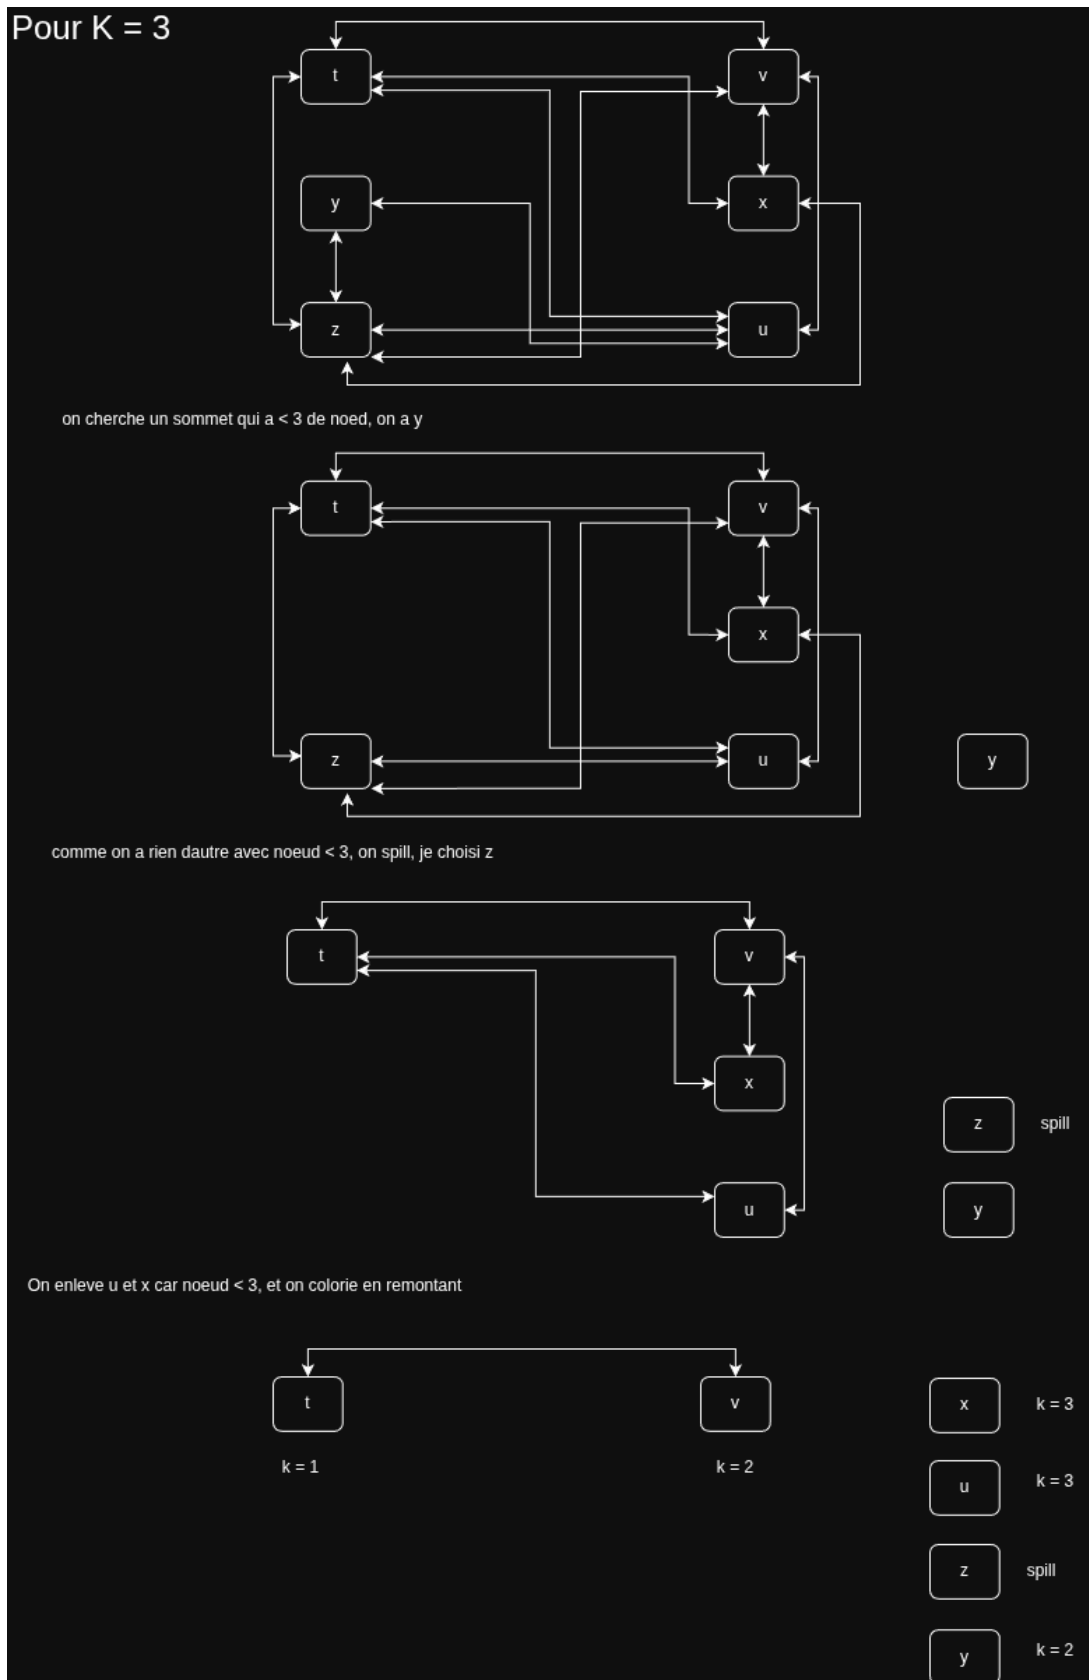 Pour K = 3
t
v
y
x
z
u
on cherche un sommet qui a < 3 de noed, on a y
t
v
x
z
u
y
comme on a rien dautre avec noeud < 3, on spill, je choisi z
t
v
x
z spill
u
y
On enleve u et x car noeud < 3, et on colorie en remontant
t
v
x k = 3
k = 1
k = 2
u k = 3
z spill
y k = 2